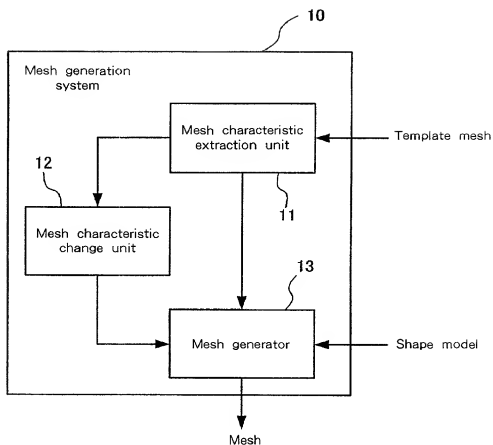 10
Mesh generation
system
Mesh characteristic
extraction unit
Template mesh
12
11
Mesh characteristic
change unit
13
Mesh generator
Shape model
Mesh